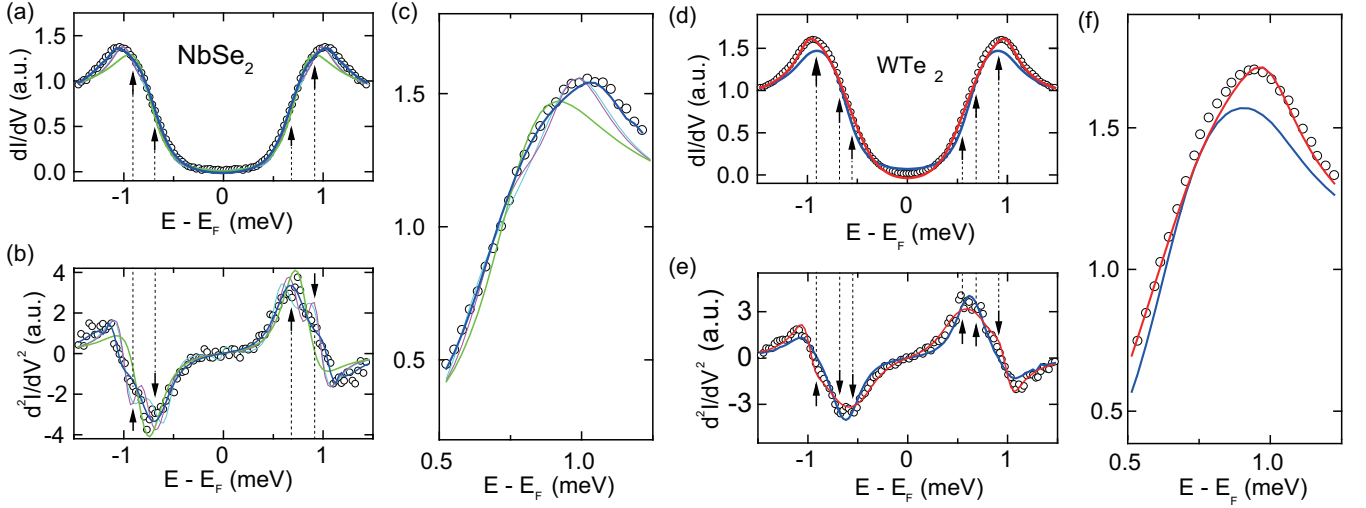 (a)
NbSe2
dI/dV (a.u.)
1.5
1.0
0.5
0.0
-1
0
1
E - EF (meV)
(b)
d2I/dV2 (a.u.)
4
2
0
-2
-4
-1
0
1
E - EF (meV)
(c)
1.5
1.0
0.5
0.5
1.0
E - EF (meV)
(d)
WTe 2
dI/dV (a.u.)
1.5
1.0
0.5
0.0
-1
0
1
E - EF (meV)
(e)
d2I/dV2 (a.u.)
3
0
-3
-1
0
1
E - EF (meV)
(f)
1.5
1.0
0.5
0.5
1.0
E - EF (meV)